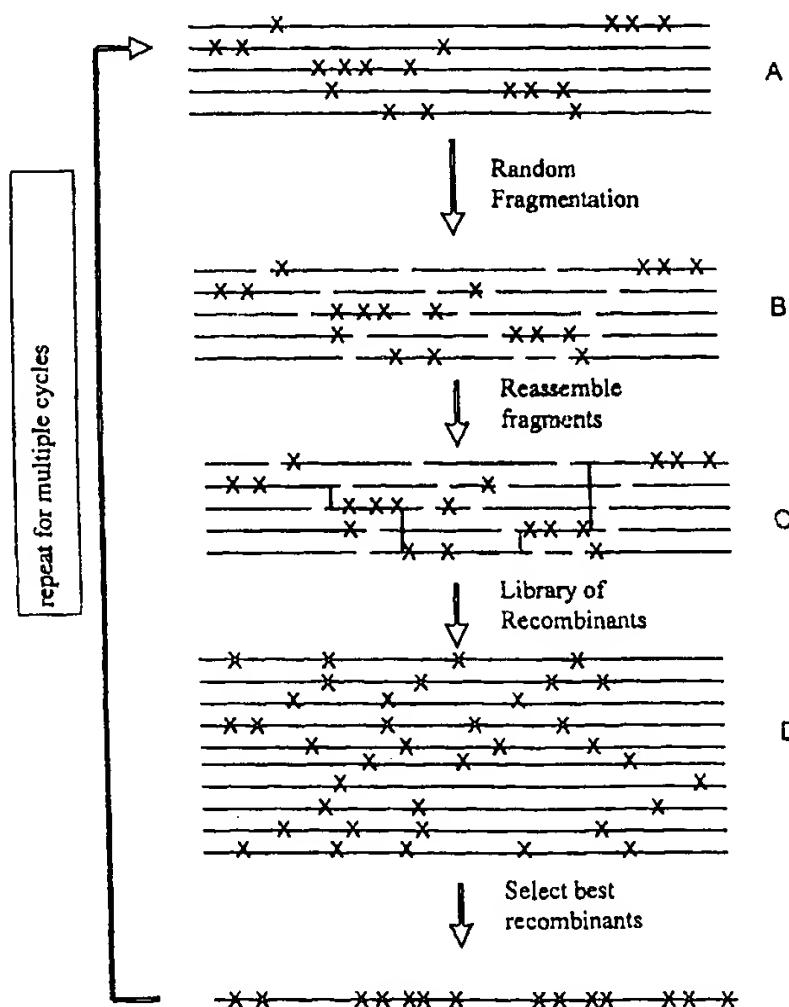 A
Random
Fragmentation
B
Reassemble
fragments
C
Library of
Recombinants
D
Select best
recombinants
repeat for multiple cycles